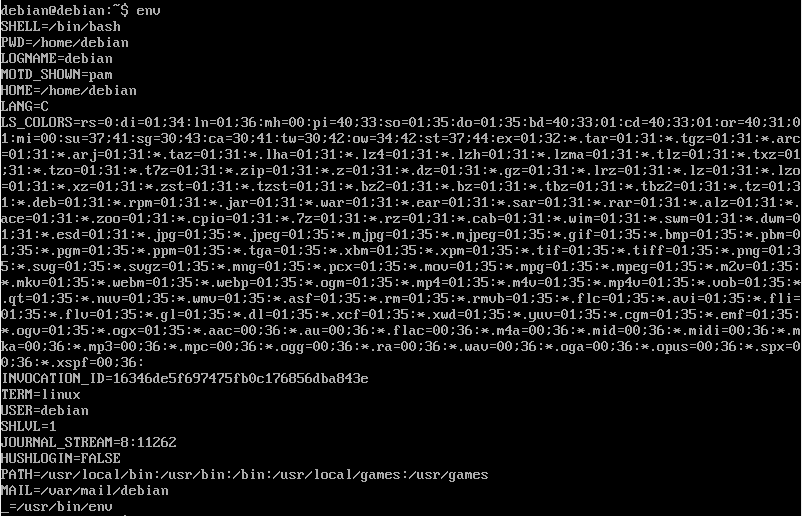 debian@debian:~$ env
SHELL=/bin/bash
PWD=/home/debian
LOGNAME=debian
MOTD_SHOWN=pam
HOME=/home/debian
LANG=C
LS_COLORS=rs=0:di=01;34:ln=01;36:mh=00:pi=40;33:so=01;35:do=01;35:bd=40;33;01:cd=40;33;01:or=40;31;0
1:mi=00:su=37;41:sg=30;43:ca=30;41:tw=30;42:ow=34;42:st=37;44:ex=01;32:*.tar=01;31:*.tgz=01;31:*.arc
=01;31:*.arj=01;31:*.taz=01;31:*.lha=01;31:*.lz4=01;31:*.lzh=01;31:*.lzma=01;31:*.tlz=01;31:*.txz=01
;31:*.tzo=01;31:*.t7z=01;31:*.zip=01;31:*.z=01;31:*.dz=01;31:*.gz=01;31:*.lrz=01;31:*.lz=01;31:*.lzo
=01;31:*.xz=01;31:*.zst=01;31:*.tzst=01;31:*.bz2=01;31:*.bz=01;31:*.tbz=01;31:*.tbz2=01;31:*.tz=01;3
1:*.deb=01;31:*.rpm=01;31:*.jar=01;31:*.war=01;31:*.ear=01;31:*.sar=01;31:*.rar=01;31:*.alz=01;31:*.
ace=01;31:*.zoo=01;31:*.cpio=01;31:*.7z=01;31:*.rz=01;31:*.cab=01;31:*.wim=01;31:*.swm=01;31:*.dwm=0
1;31:*.esd=01;31:*.jpg=01;35:*.jpeg=01;35:*.mjpg=01;35:*.mjpeg=01;35:*.gif=01;35:*.bmp=01;35:*.pbm=0
1;35:*.pgm=01;35:*.ppm=01;35:*.tga=01;35:*.xbm=01;35:*.xpm=01;35:*.tif=01;35:*.tiff=01;35:*.png=01;3
5:*.svg=01;35:*.svgz=01;35:*.mng=01;35:*.pcx=01;35:*.mov=01;35:*.mpg=01;35:*.mpeg=01;35:*.m2v=01;35:
*.mkv=01;35:*.webm=01;35:*.webp=01;35:*.ogm=01;35:*.mp4=01;35:*.m4v=01;35:*.mp4v=01;35:*.vob=01;35:*
.qt=01;35:*.nuv=01;35:*.wmv=01;35:*.asf=01;35:*.rm=01;35:*.rmvb=01;35:*.flc=01;35:*.avi=01;35:*.fli=
01;35:*.flv=01;35:*.gl=01;35:*.dl=01;35:*.xcf=01;35:*.xwd=01;35:*.yuv=01;35:*.cgm=01;35:*.emf=01;35:
*.ogv=01;35:*.ogx=01;35:*.aac=00;36:*.au=00;36:*.flac=00;36:*.m4a=00;36:*.mid=00;36:*.midi=00;36:*.m
ka=00;36:*.mp3=00;36:*.mpc=00;36:*.ogg=00;36:*.ra=00;36:*.wav=00;36:*.oga=00;36:*.opus=00;36:*.spx=0
0;36:*.xspf=00;36:
INVOCATION_ID=16346de5f697475fb0c176856dba843e
TERM=linux
USER=debian
SHLVL=1
JOURNAL_STREAM=8:11262
HUSHLOGIN=FALSE
PATH=/usr/local/bin:/usr/bin:/bin:/usr/local/games:/usr/games
MAIL=/var/mail/debian
_=/usr/bin/env